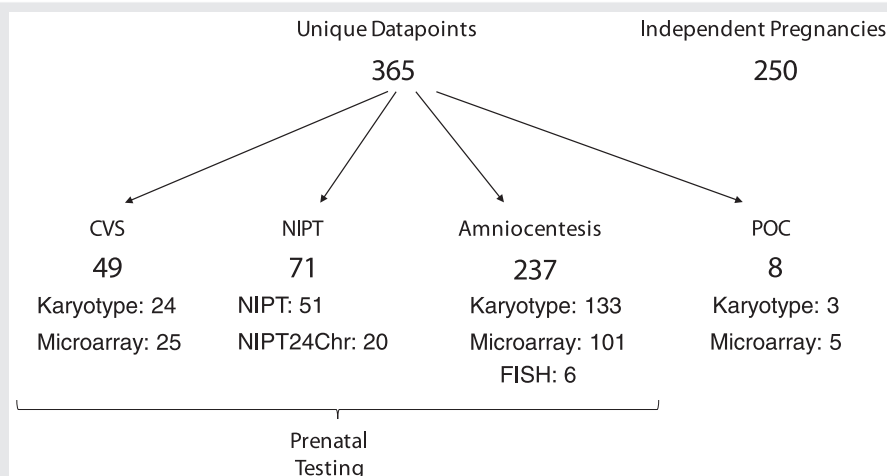 Unique Datapoints Independent Pregnancies
365 250
CVS NIPT Amniocentesis POC
49 71 237 8
Karyotype: 24 NIPT: 51 Karyotype: 133 Karyotype: 3
Microarray: 25 NIPT24Chr: 20 Microarray: 101 Microarray: 5
FISH: 6
Prenatal
Testing